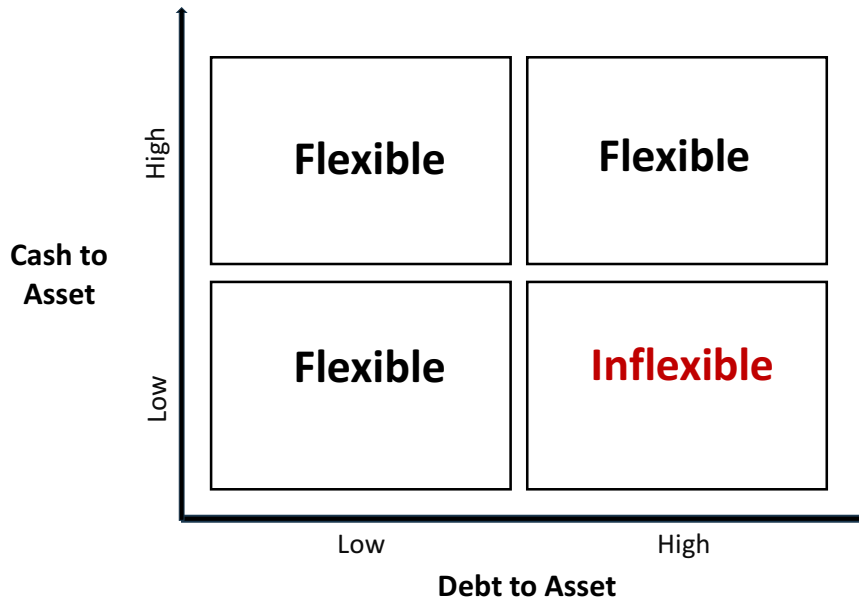 High
Flexible
Flexible
Cash to
Asset
Low
Flexible
Inflexible
Low
High
Debt to Asset